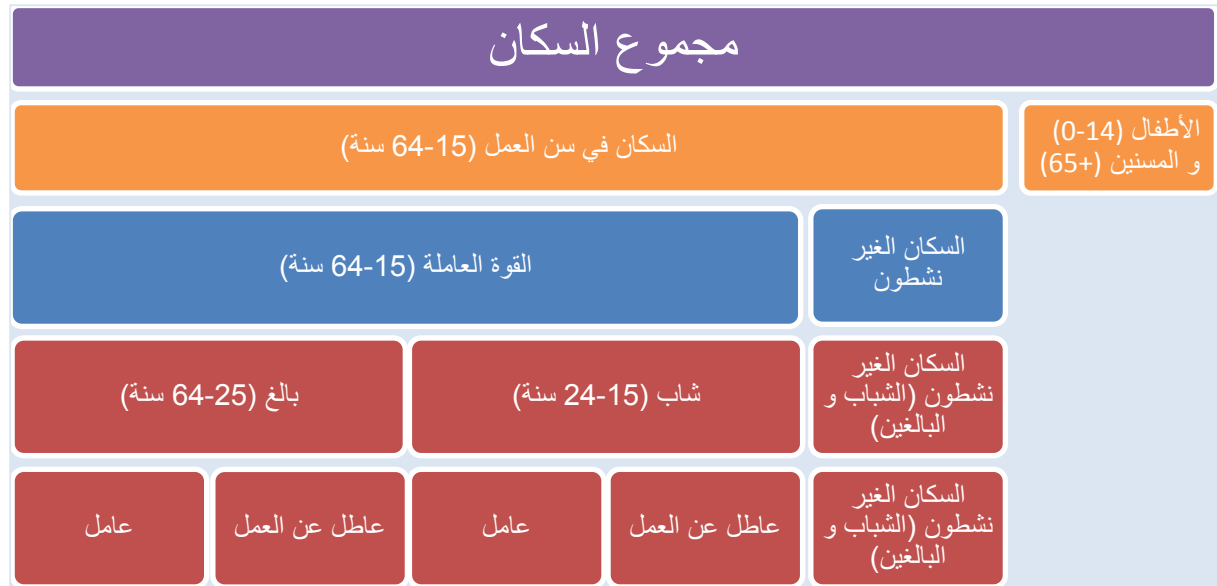 مجموع السكان
الأطفال (14-0)
و المسنين (+65)
السكان في سن العمل (15-64 سنة)
السكان الغير
نشطون
القوة العاملة (15-64 سنة)
السكان الغير
نشطون (الشباب و
البالغين)
شاب (15-24 سنة)
بالغ (25-64 سنة)
السكان الغير
نشطون (الشباب و
البالغين)
عاطل عن العمل
عامل
عاطل عن العمل
عامل